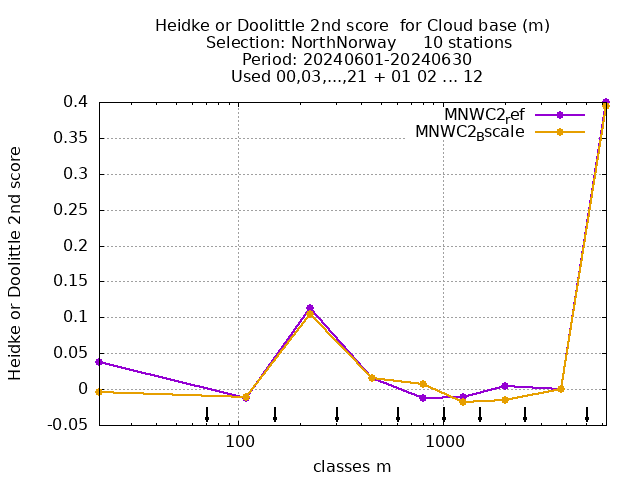 Heidke or Doolittle 2nd score  for Cloud base (m)
Selection: NorthNorway     10 stations
Period: 20240601-20240630
Used 00,03,...,21 + 01 02 ... 12
MNWC2ref
MNWC2Bscale
0.4
0.35
0.3
0.25
0.2
0.15
0.1
0.05
0
-0.05
Heidke or Doolittle 2nd score
100
1000
classes m